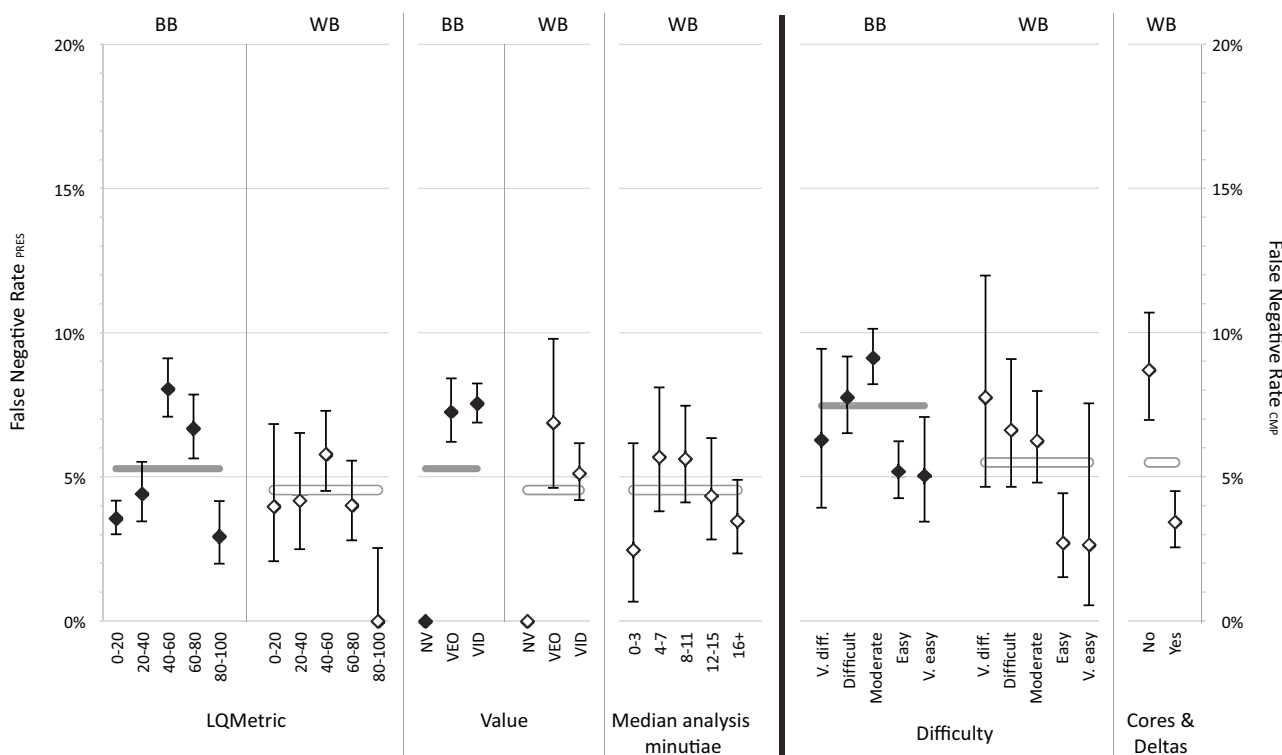 BB WB BB WB WB BB WB WB
20% 20%
15% 15%
10% 10%
5% 5%
0% 0%
False Negative Rate PRES
False Negative Rate CMP
0-20 20-40 40-60 60-80 80-100 0-20 20-40 40-60 60-80 80-100 NV VEO VID NV VEO VID 0-3 4-7 8-11 12-15 16+ V. diff. Difficult Moderate Easy V. easy V. diff. Difficult Moderate Easy V. easy No Yes
LQMetric
Value
Median analysis
minutiae
Difficulty
Cores &
Deltas